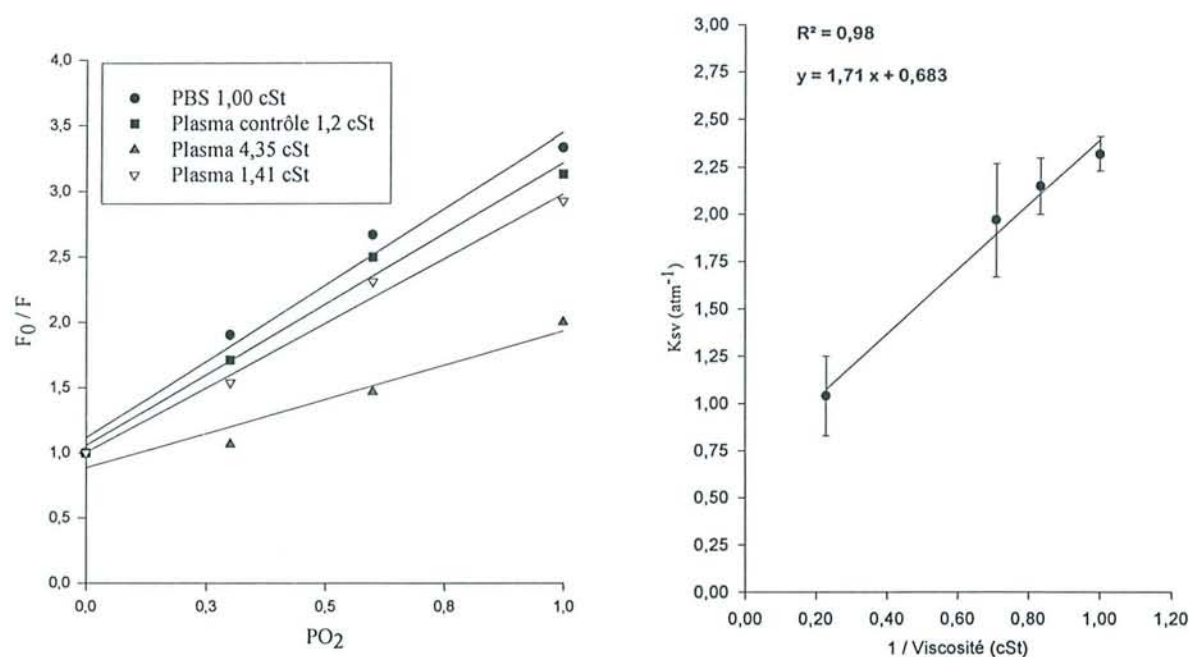 4,0
3,5
3,0
2,5
2,0
1,5
1,0
0,5
0,0
F0 / F
● PBS 1,00 cSt
■ Plasma contrôle 1,2 cSt
▲ Plasma 4,35 cSt
▽ Plasma 1,41 cSt
0,0 0,3 0,5 0,8 1,0
PO2
3,00
2,75
2,50
2,25
2,00
1,75
1,50
1,25
1,00
0,75
0,50
0,25
0,00
Ksv (atm⁻¹)
R² = 0,98
y = 1,71 x + 0,683
0,00 0,20 0,40 0,60 0,80 1,00 1,20
1 / Viscosité (cSt)